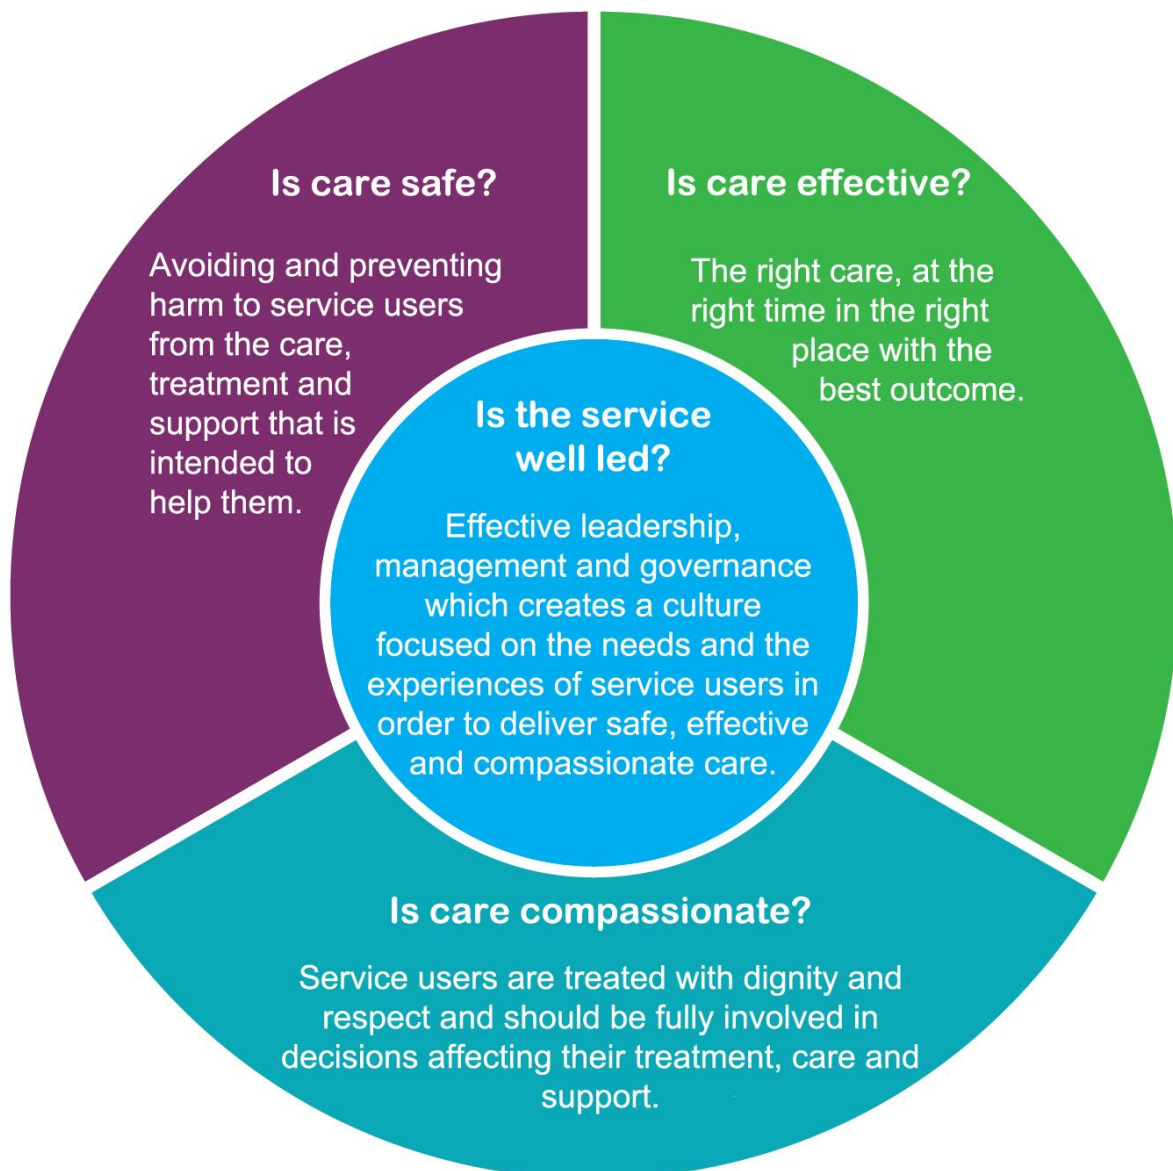 Is care safe?
Avoiding and preventing
harm to service users
from the care,
treatment and
support that is
intended to
help them.
Is care effective?
The right care, at the
right time in the right
place with the
best outcome.
Is the service
well led?
Effective leadership,
management and governance
which creates a culture
focused on the needs and the
experiences of service users in
order to deliver safe, effective
and compassionate care.
Is care compassionate?
Service users are treated with dignity and
respect and should be fully involved in
decisions affecting their treatment, care and
support.